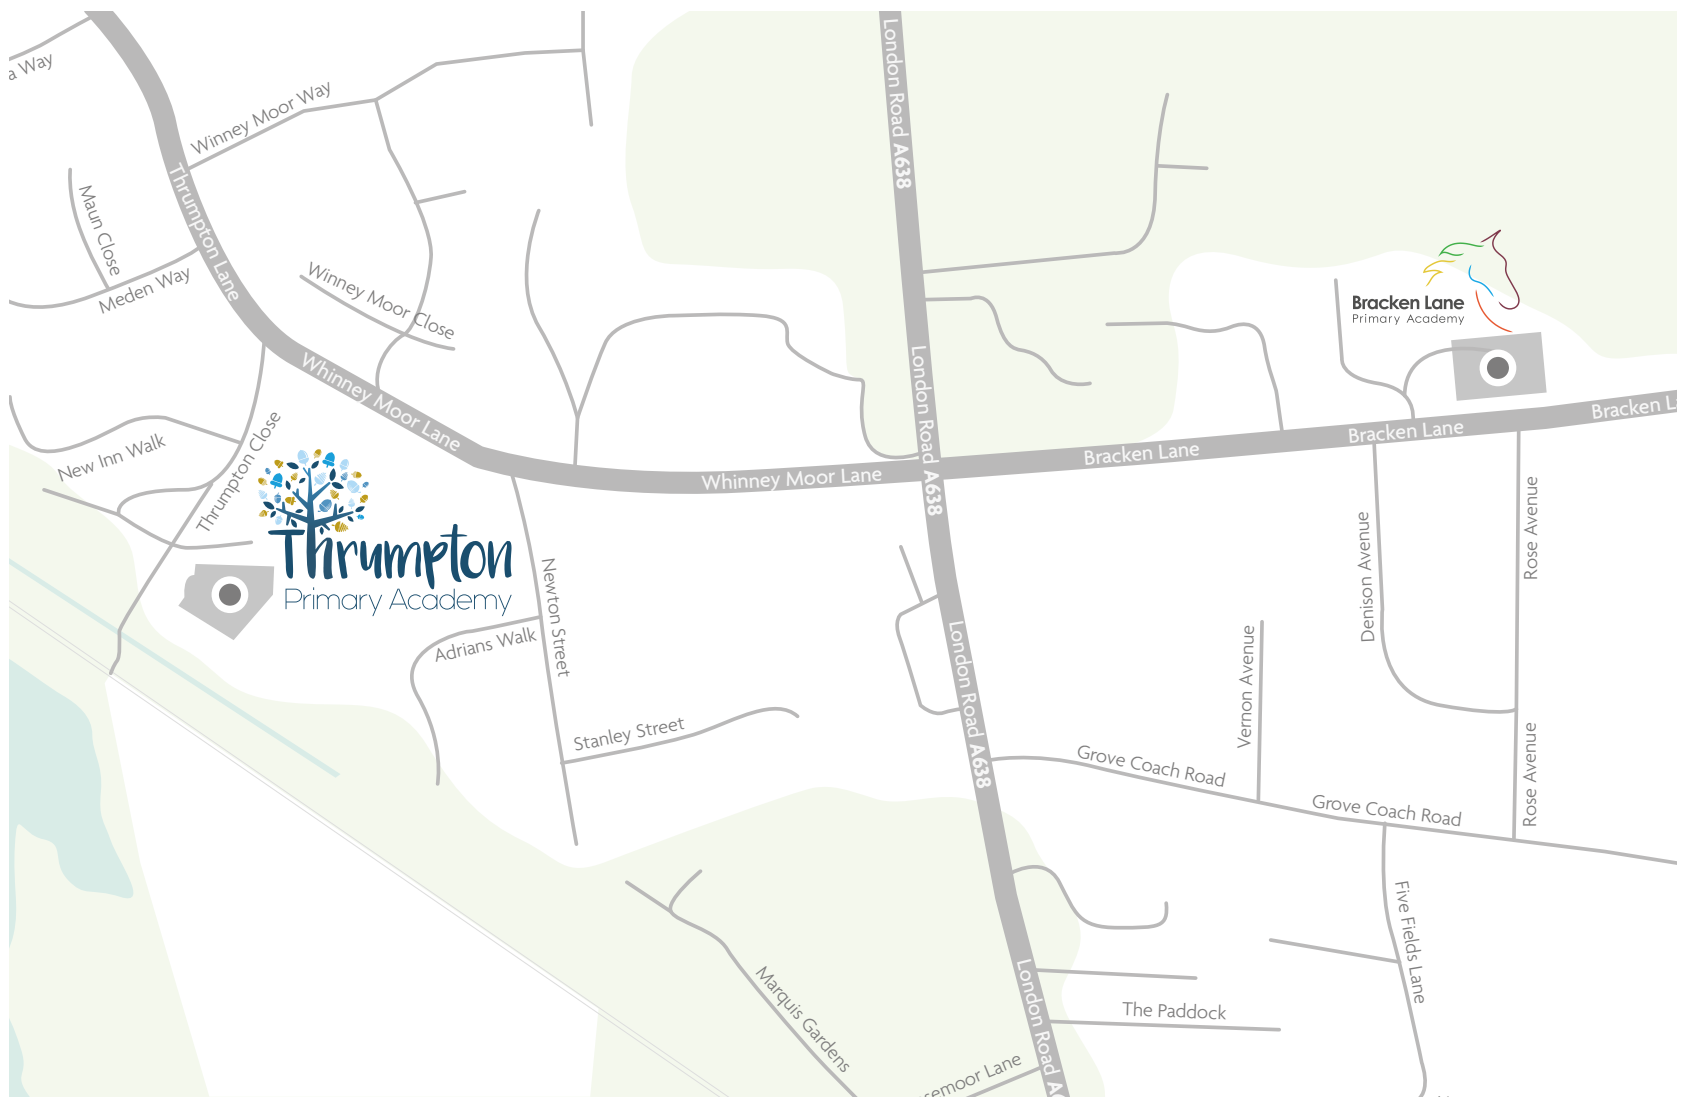 a Way
Winney Moor Way
London Road A638
Maun Close
Thrumpton Lane
Meden Way
Winney Moor Close
Bracken Lane
Primary Academy
Whinney Moor Lane
London Road A638
Bracken L
Bracken Lane
Bracken Lane
Whinney Moor Lane
New Inn Walk
Thrumpton Close
Thrumpton
Primary Academy
Newton Street
Adrians Walk
Denison Avenue
Rose Avenue
London Road A638
Vernon Avenue
Stanley Street
Grove Coach Road
Grove Coach Road
Rose Avenue
Five Fields Lane
Marquis Gardens
London Road A
The Paddock
semoor Lane